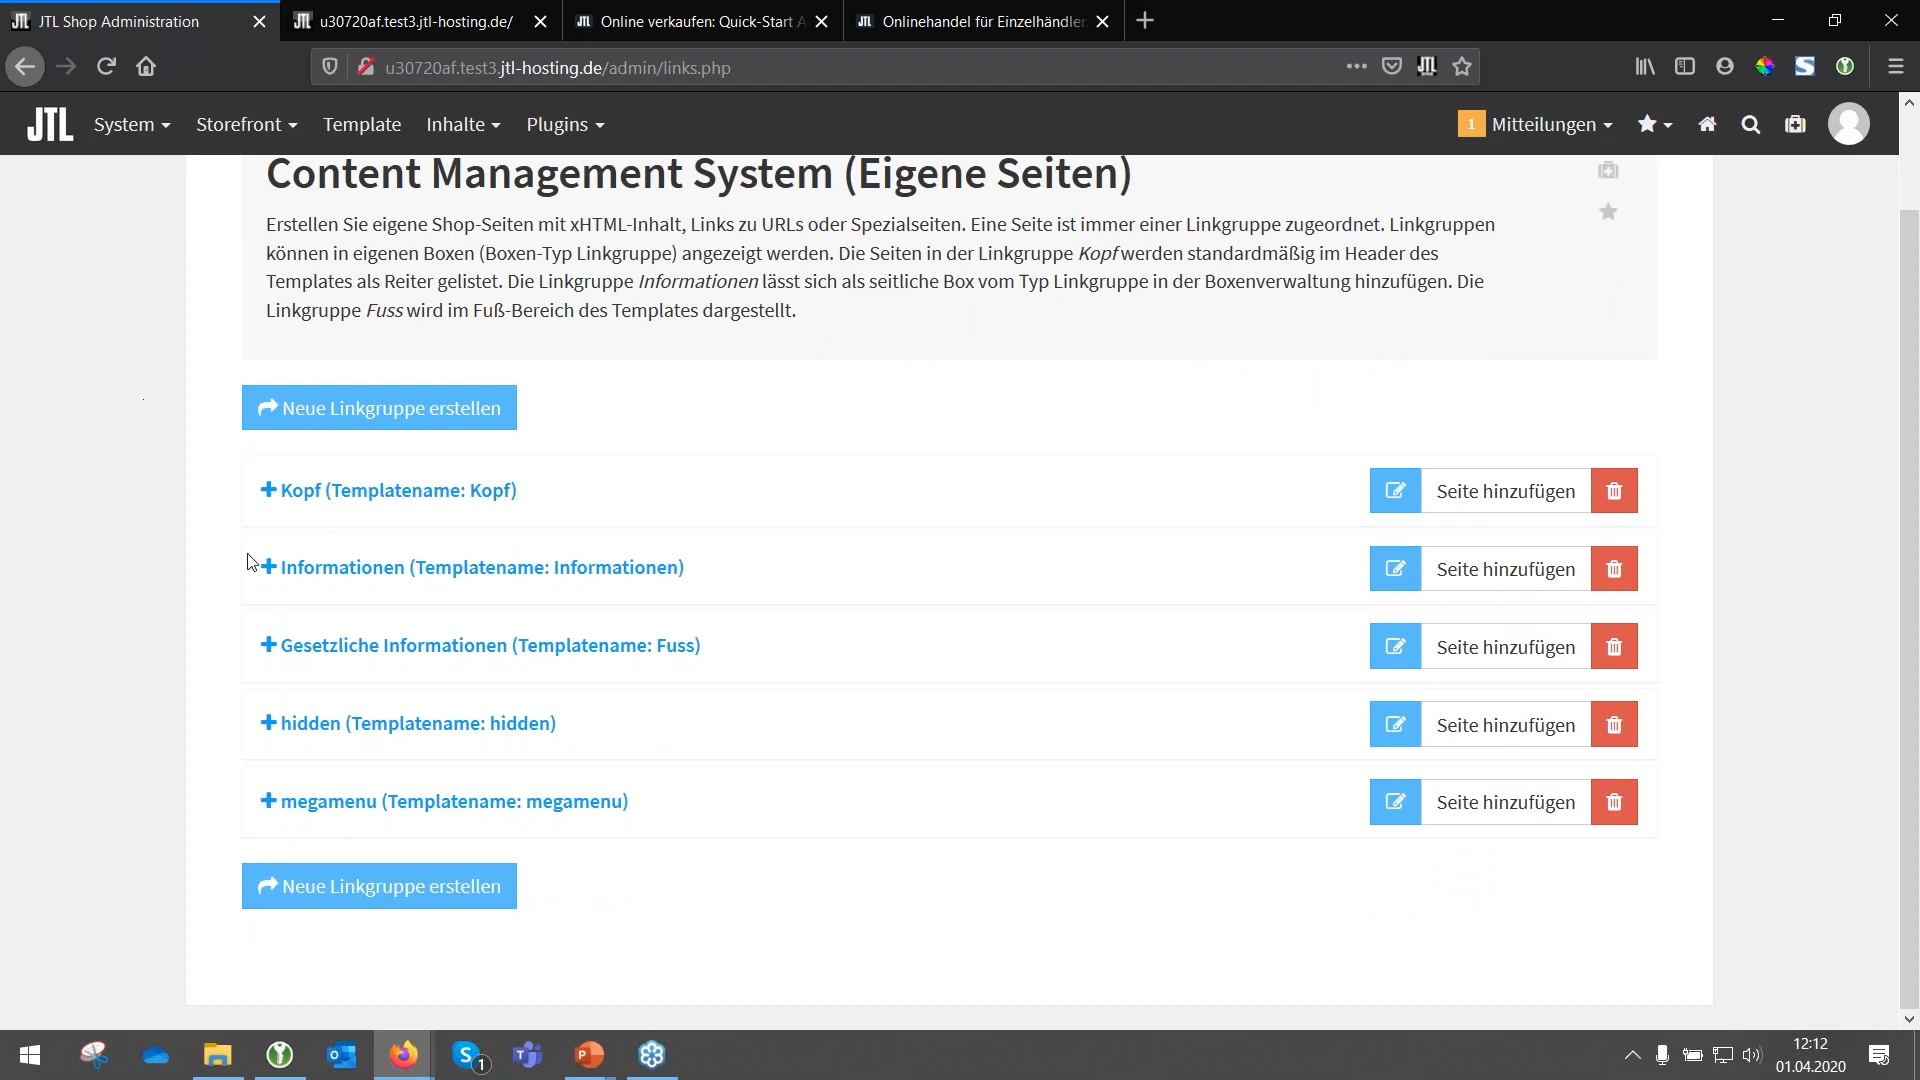 JTL Shop Administration
u30720af.test3.jtl-hosting.de/
Online verkaufen: Quick-Start A
Onlinehandel für Einzelhändler:
u30720af.test3.jtl-hosting.de/admin/links.php
JTL
System
Storefront
Template
Inhalte
Plugins
1 Mitteilungen
Content Management System (Eigene Seiten)
Erstellen Sie eigene Shop-Seiten mit xHTML-Inhalt, Links zu URLs oder Spezialseiten. Eine Seite ist immer einer Linkgruppe zugeordnet. Linkgruppen
können in eigenen Boxen (Boxen-Typ Linkgruppe) angezeigt werden. Die Seiten in der Linkgruppe Kopf werden standardmäßig im Header des
Templates als Reiter gelistet. Die Linkgruppe Informationen lässt sich als seitliche Box vom Typ Linkgruppe in der Boxenverwaltung hinzufügen. Die
Linkgruppe Fuss wird im Fuß-Bereich des Templates dargestellt.
Neue Linkgruppe erstellen
Kopf (Templatename: Kopf)
Seite hinzufügen
Informationen (Templatename: Informationen)
Seite hinzufügen
Gesetzliche Informationen (Templatename: Fuss)
Seite hinzufügen
hidden (Templatename: hidden)
Seite hinzufügen
megamenu (Templatename: megamenu)
Seite hinzufügen
Neue Linkgruppe erstellen
1
12:12
01.04.2020